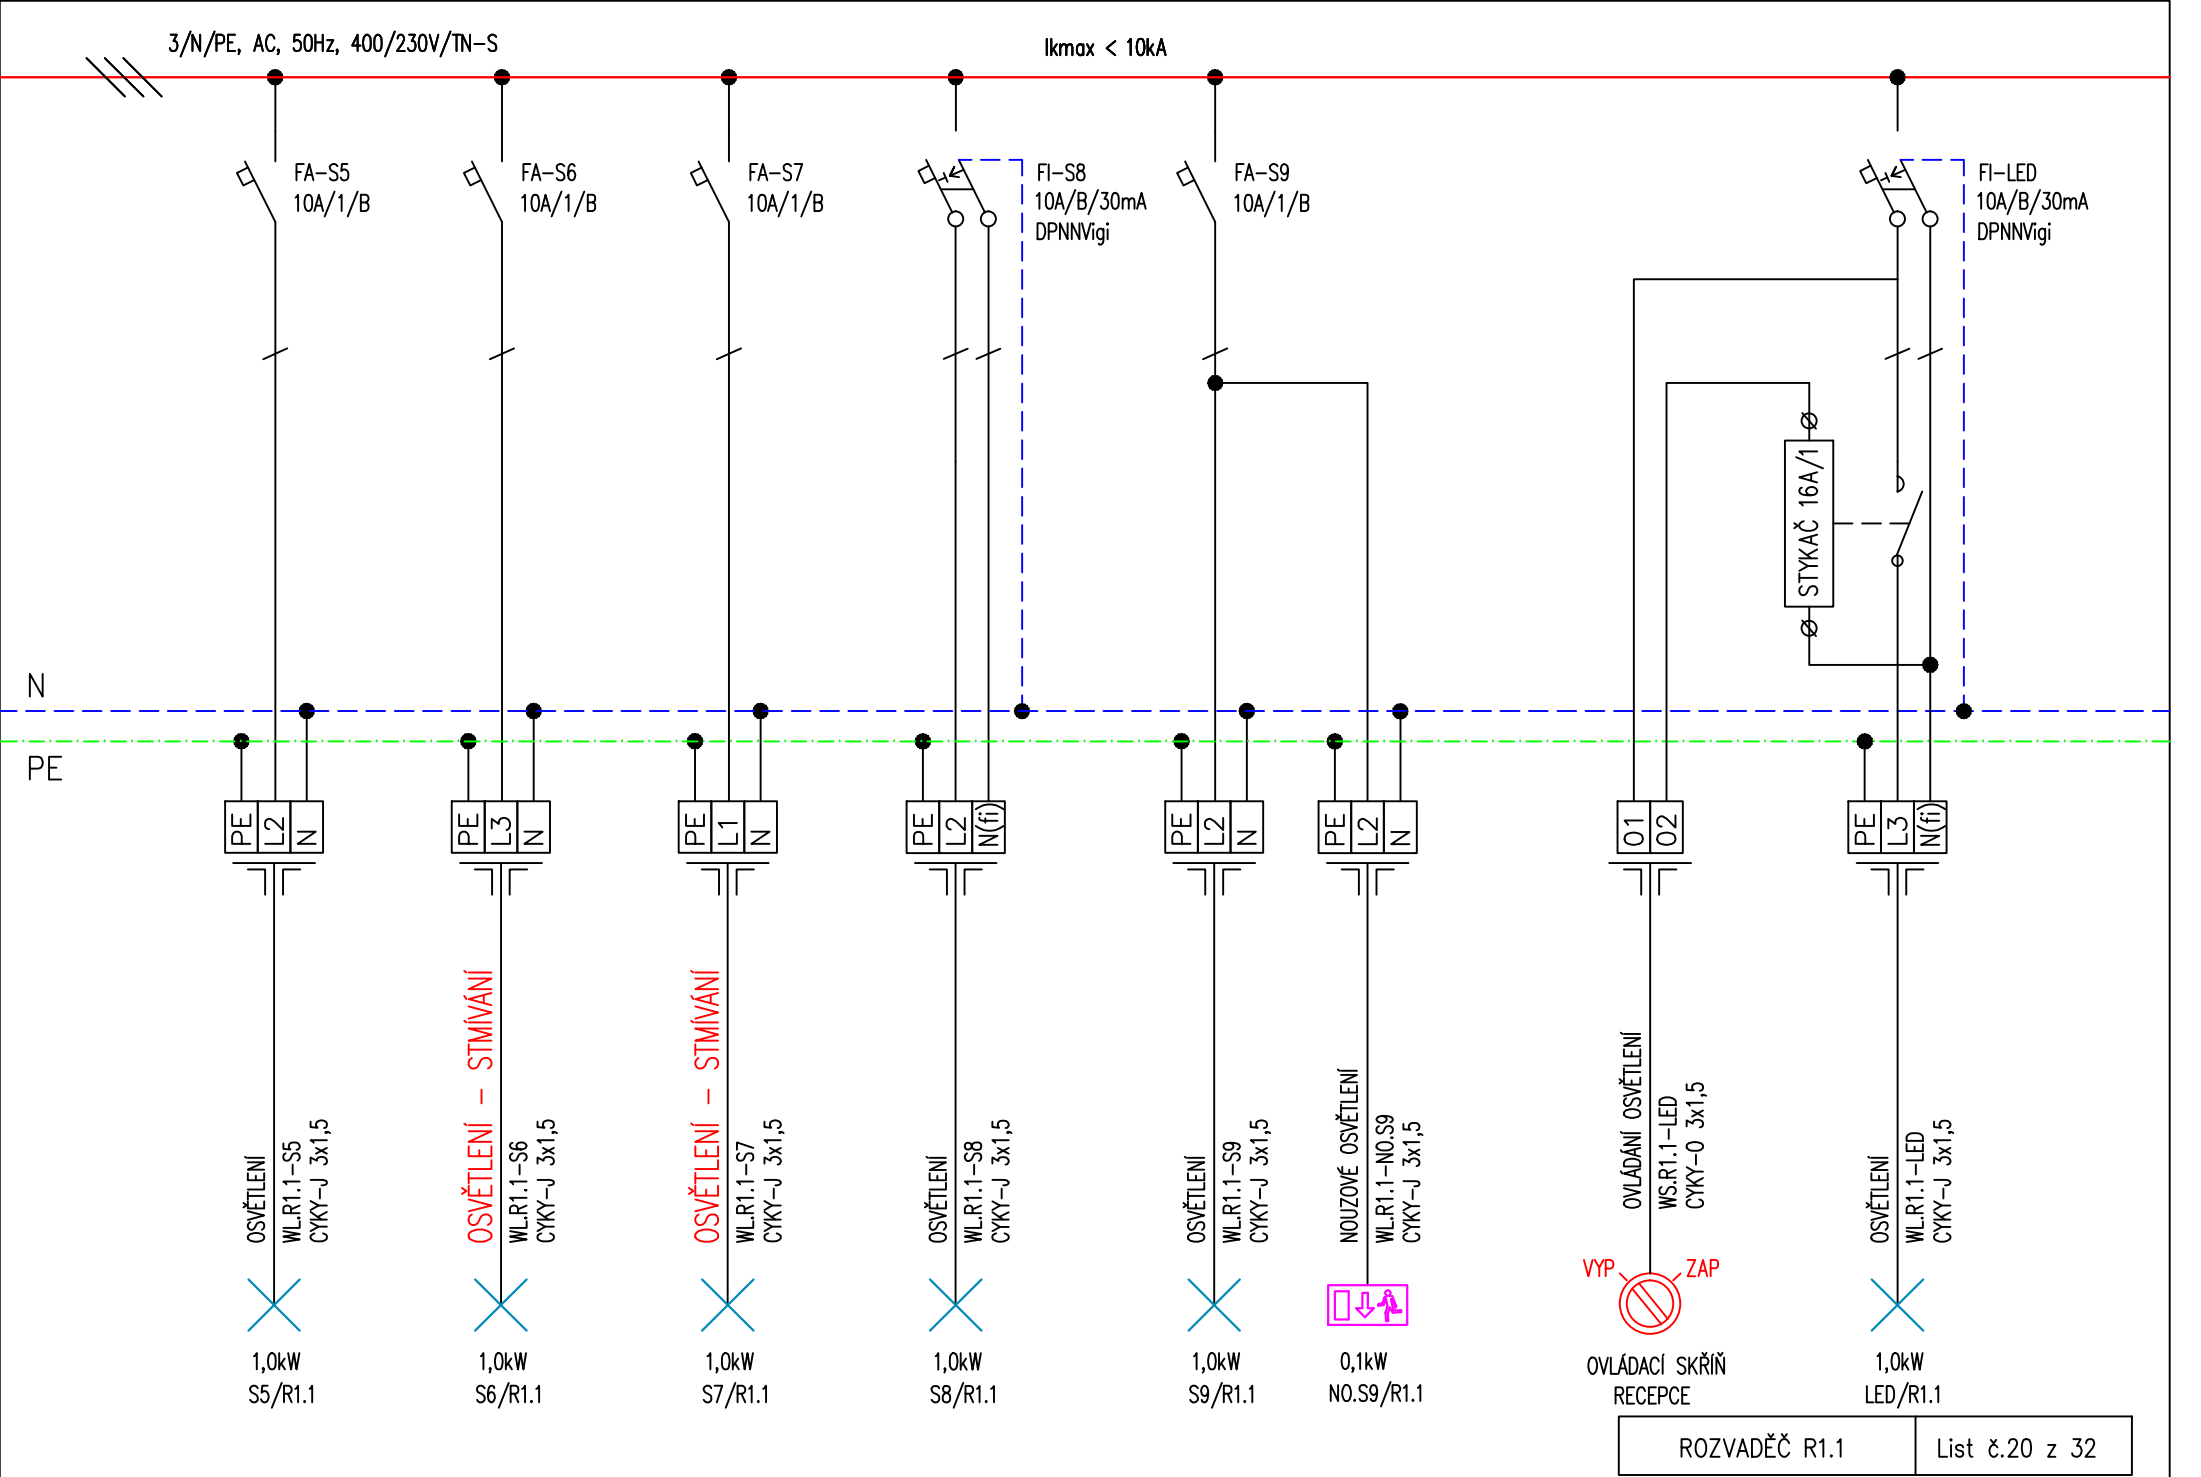 3/N/PE, AC, 50Hz, 400/230V/TN-S
Ikmax < 10kA
FA-S5
10A/1/B
FA-S6
10A/1/B
FA-S7
10A/1/B
FI-S8
10A/B/30mA
DPNNVigi
FA-S9
10A/1/B
FI-LED
10A/B/30mA
DPNNVigi
STYKAČ 16A/1
N
PE
PE L2 N
PE L3 N
PE L1 N
PE L2 N(fi)
PE L2 N
PE L2 N
O1 O2
PE L3 N(fi)
OSVĚTLENÍ
WL.R1.1-S5
CYKY-J 3x1,5
OSVĚTLENÍ - STMÍVÁNÍ
WL.R1.1-S6
CYKY-J 3x1,5
OSVĚTLENÍ - STMÍVÁNÍ
WL.R1.1-S7
CYKY-J 3x1,5
OSVĚTLENÍ
WL.R1.1-S8
CYKY-J 3x1,5
OSVĚTLENÍ
WL.R1.1-S9
CYKY-J 3x1,5
NOUZOVÉ OSVĚTLENÍ
WL.R1.1-NO.S9
CYKY-J 3x1,5
OVLÁDÁNÍ OSVĚTLENÍ
WS.R1.1-LED
CYKY-O 3x1,5
OSVĚTLENÍ
WL.R1.1-LED
CYKY-J 3x1,5
VYP ZAP
1,0kW
S5/R1.1
1,0kW
S6/R1.1
1,0kW
S7/R1.1
1,0kW
S8/R1.1
1,0kW
S9/R1.1
0,1kW
NO.S9/R1.1
OVLÁDACÍ SKŘÍŇ
RECEPCE
1,0kW
LED/R1.1
ROZVADĚČ R1.1
List č.20 z 32